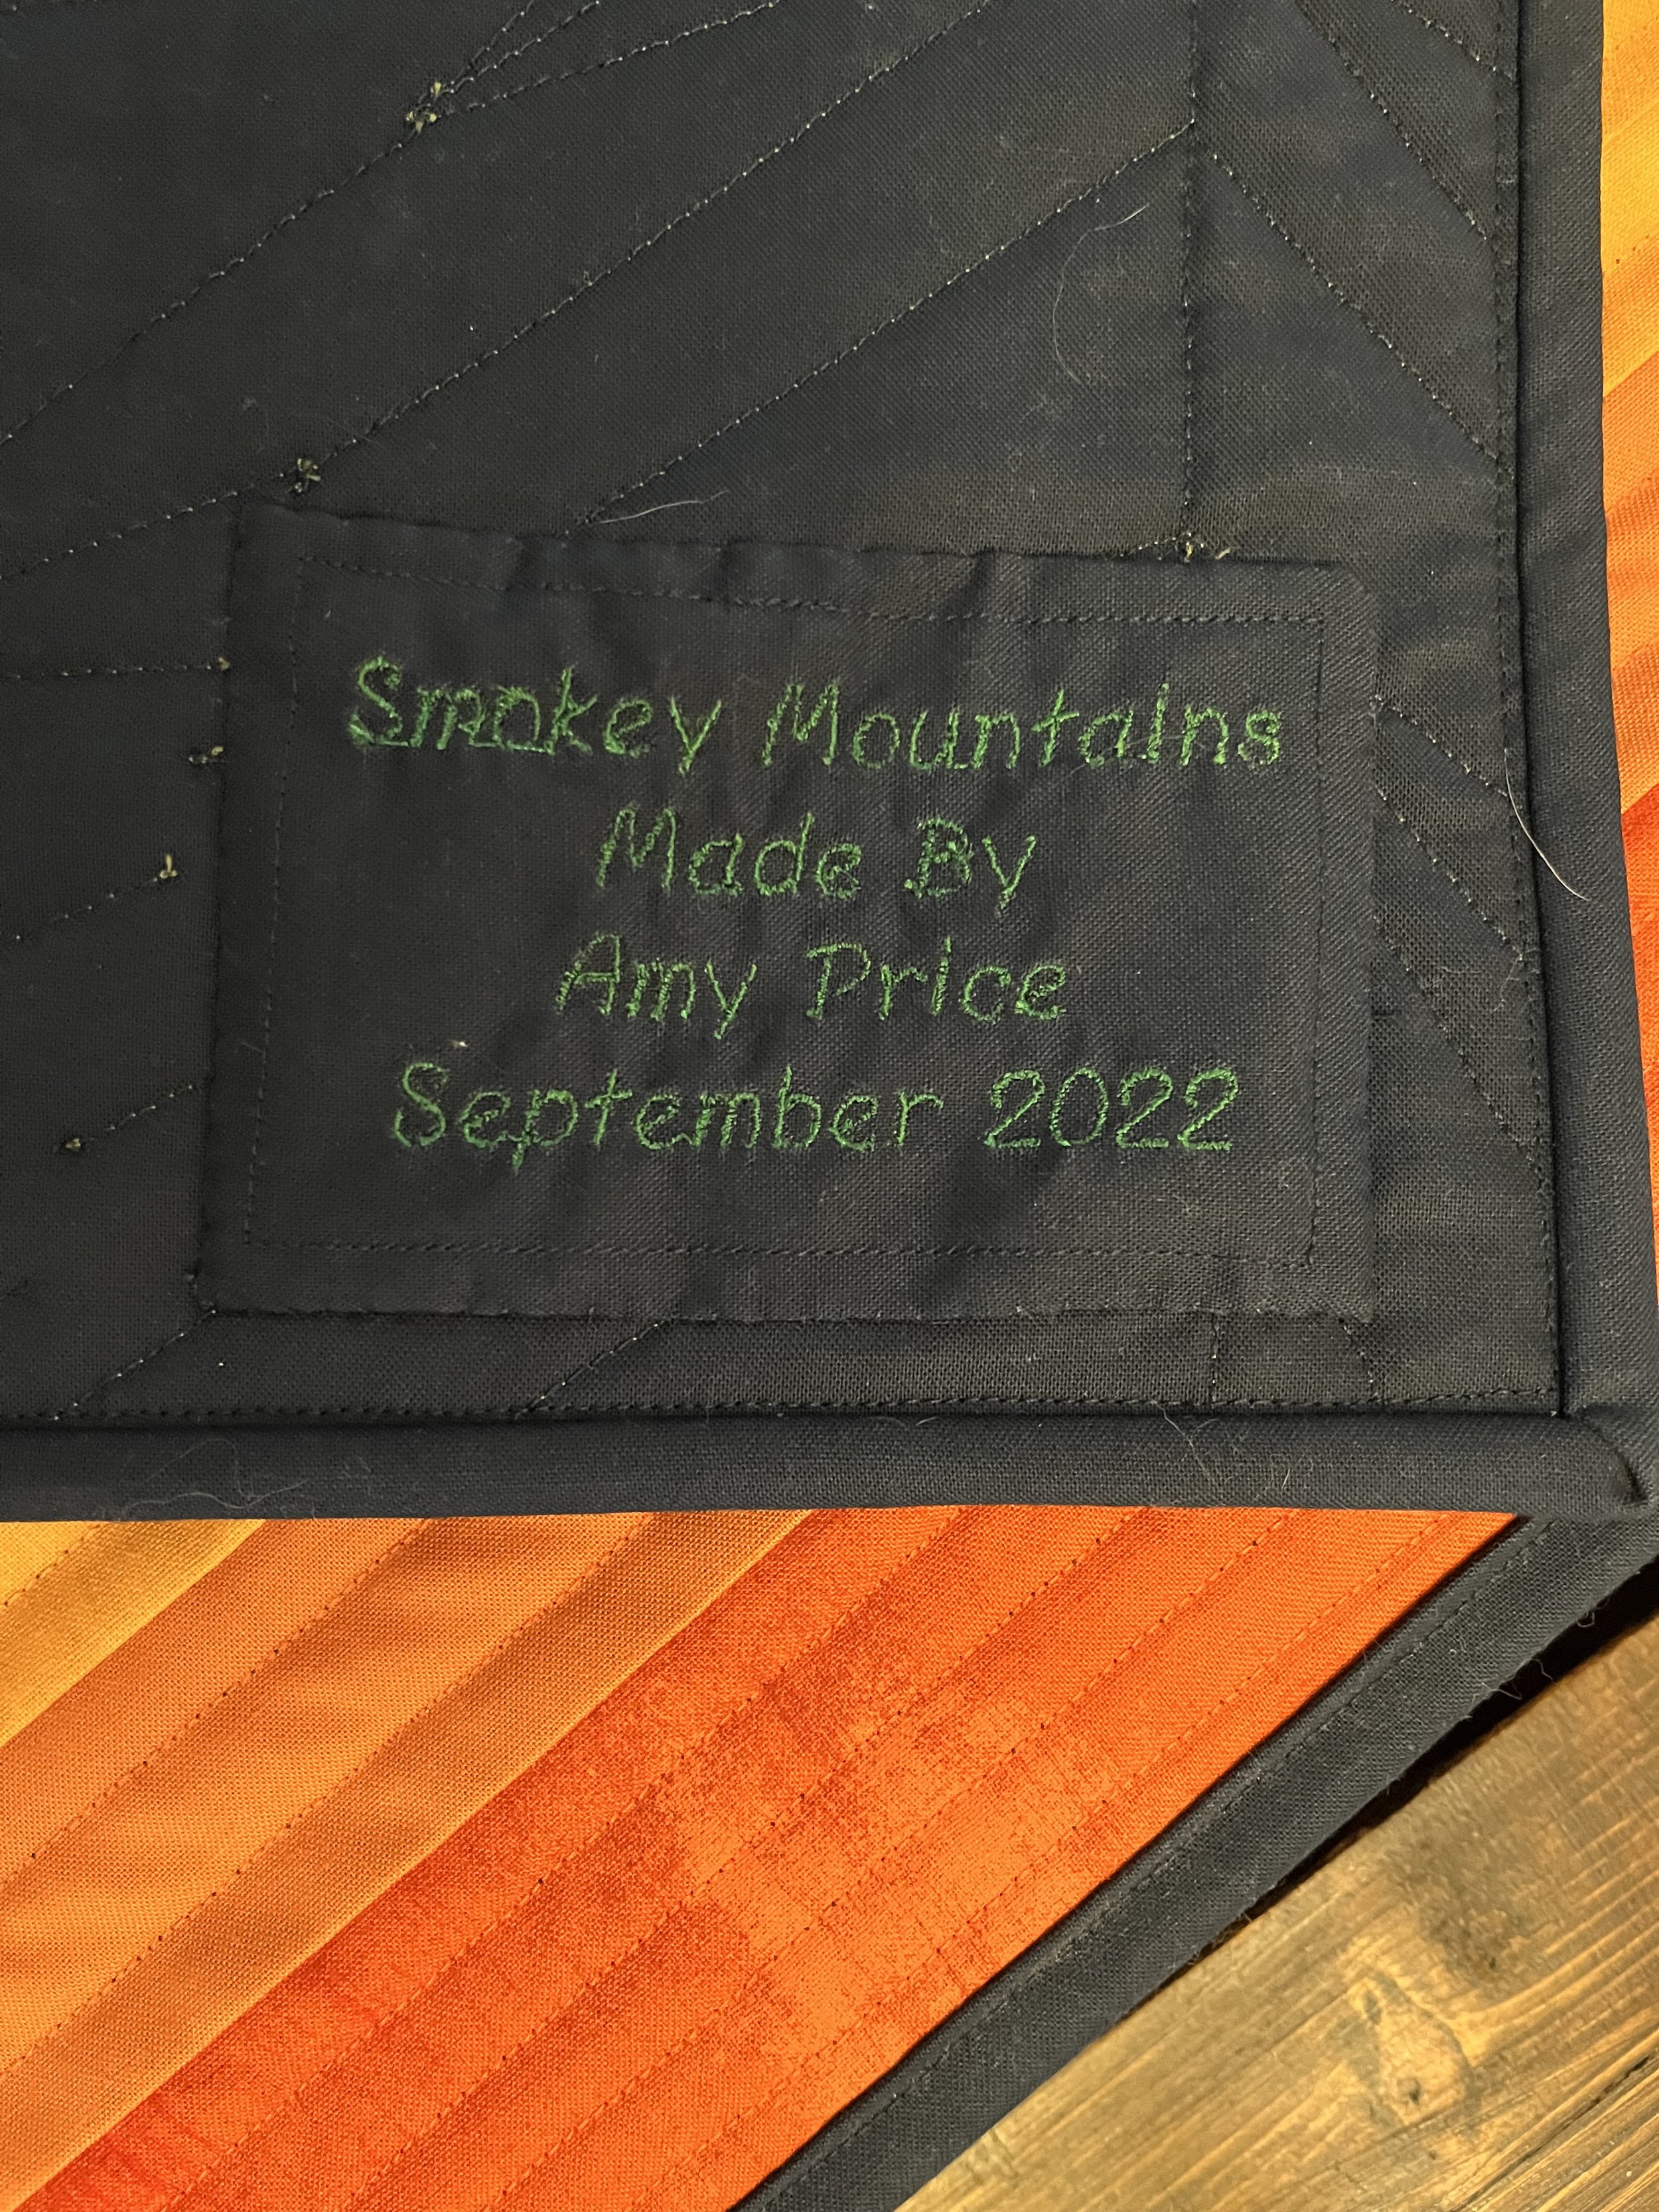 Smokey Mountains
Made By
Amy Price
September 2022